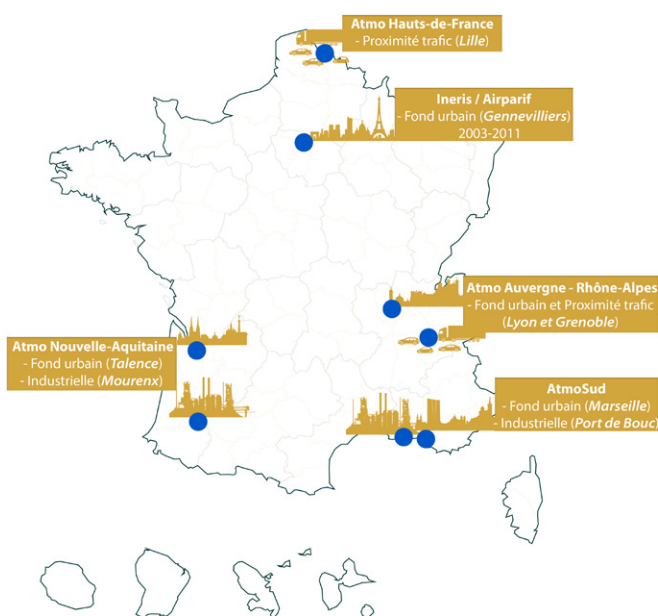 Atmo Hauts-de-France
- Proximité trafic (Lille)
Ineris / Airparif
- Fond urbain (Gennevilliers)
2003-2011
Atmo Auvergne - Rhône-Alpes
- Fond urbain et Proximité trafic
(Lyon et Grenoble)
Atmo Nouvelle-Aquitaine
- Fond urbain (Talence)
- Industrielle (Mourenx)
AtmoSud
- Fond urbain (Marseille)
- Industrielle (Port de Bouc)